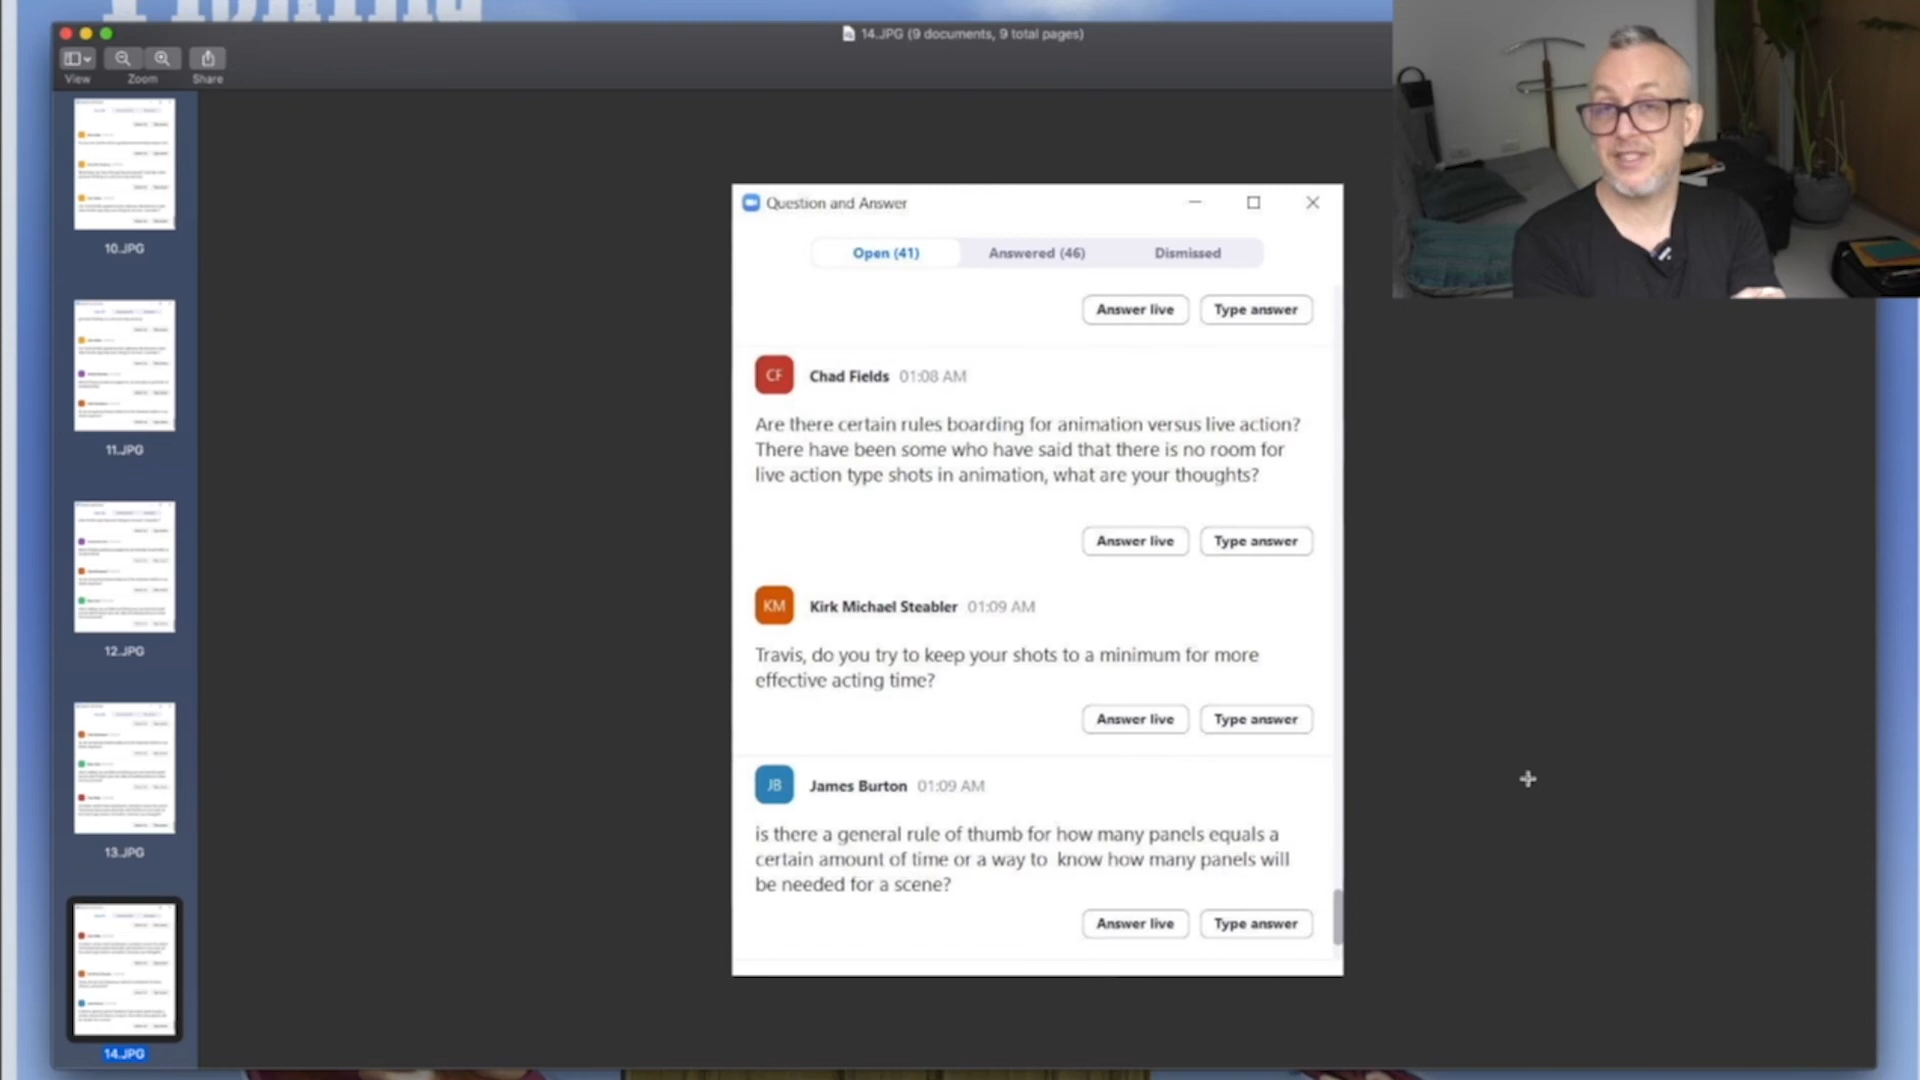 14.JPG (9 documents, 9 total pages)
View
Zoom
Share
10.JPG
11.JPG
12.JPG
13.JPG
14.JPG
Question and Answer
Open (41)
Answered (46)
Dismissed
Answer live
Type answer
CF
Chad Fields 01:08 AM
Are there certain rules boarding for animation versus live action?
There have been some who have said that there is no room for
live action type shots in animation, what are your thoughts?
Answer live
Type answer
KM
Kirk Michael Steabler 01:09 AM
Travis, do you try to keep your shots to a minimum for more
effective acting time?
Answer live
Type answer
JB
James Burton 01:09 AM
is there a general rule of thumb for how many panels equals a
certain amount of time or a way to know how many panels will
be needed for a scene?
Answer live
Type answer